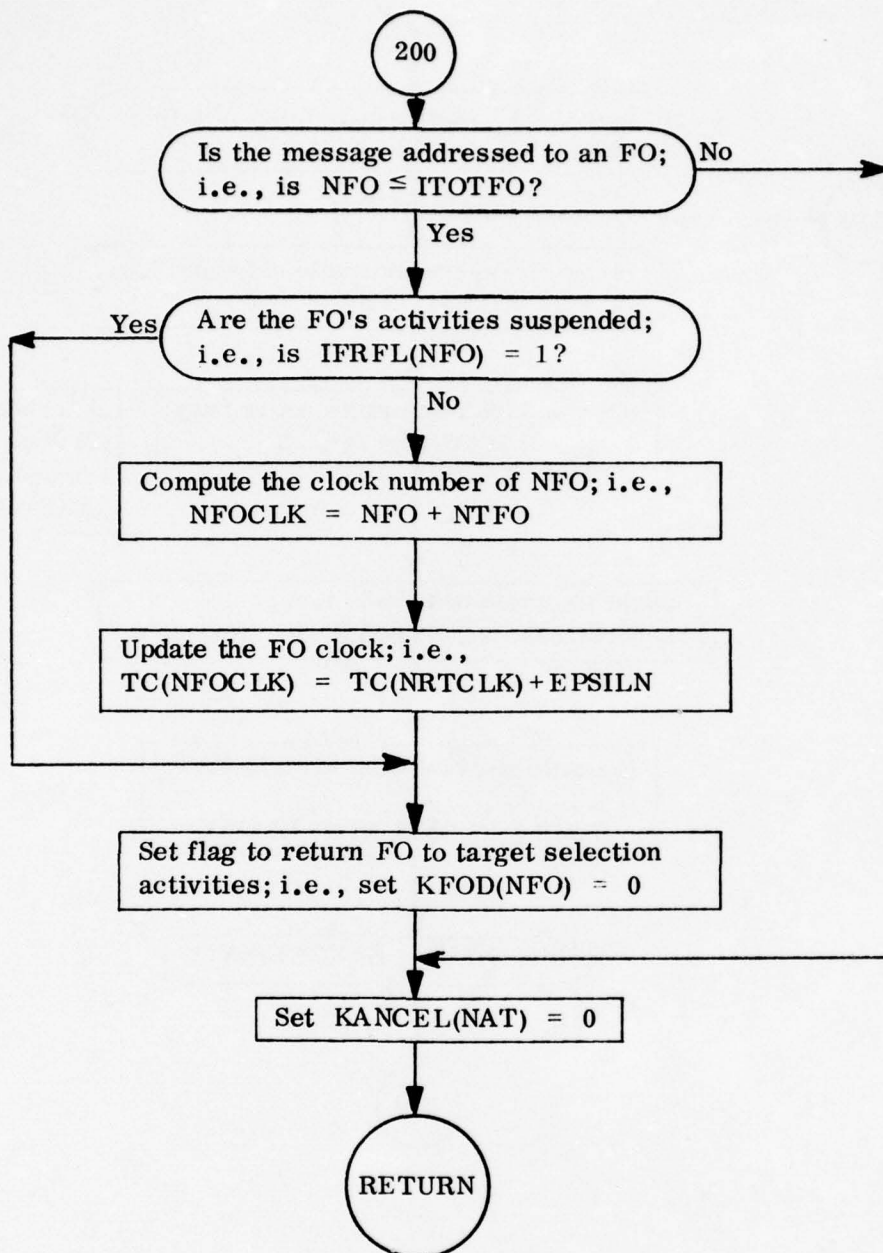 200
Is the message addressed to an FO;
i.e., is NFO ≤ ITOTFO?
No
Yes
Yes
Are the FO's activities suspended;
i.e., is IFRFL(NFO) = 1?
No
Compute the clock number of NFO; i.e.,
NFOCLK = NFO + NTFO
Update the FO clock; i.e.,
TC(NFOCLK) = TC(NRTCLK)+EPSILN
Set flag to return FO to target selection
activities; i.e., set KFOD(NFO) = 0
Set KANCEL(NAT) = 0
RETURN